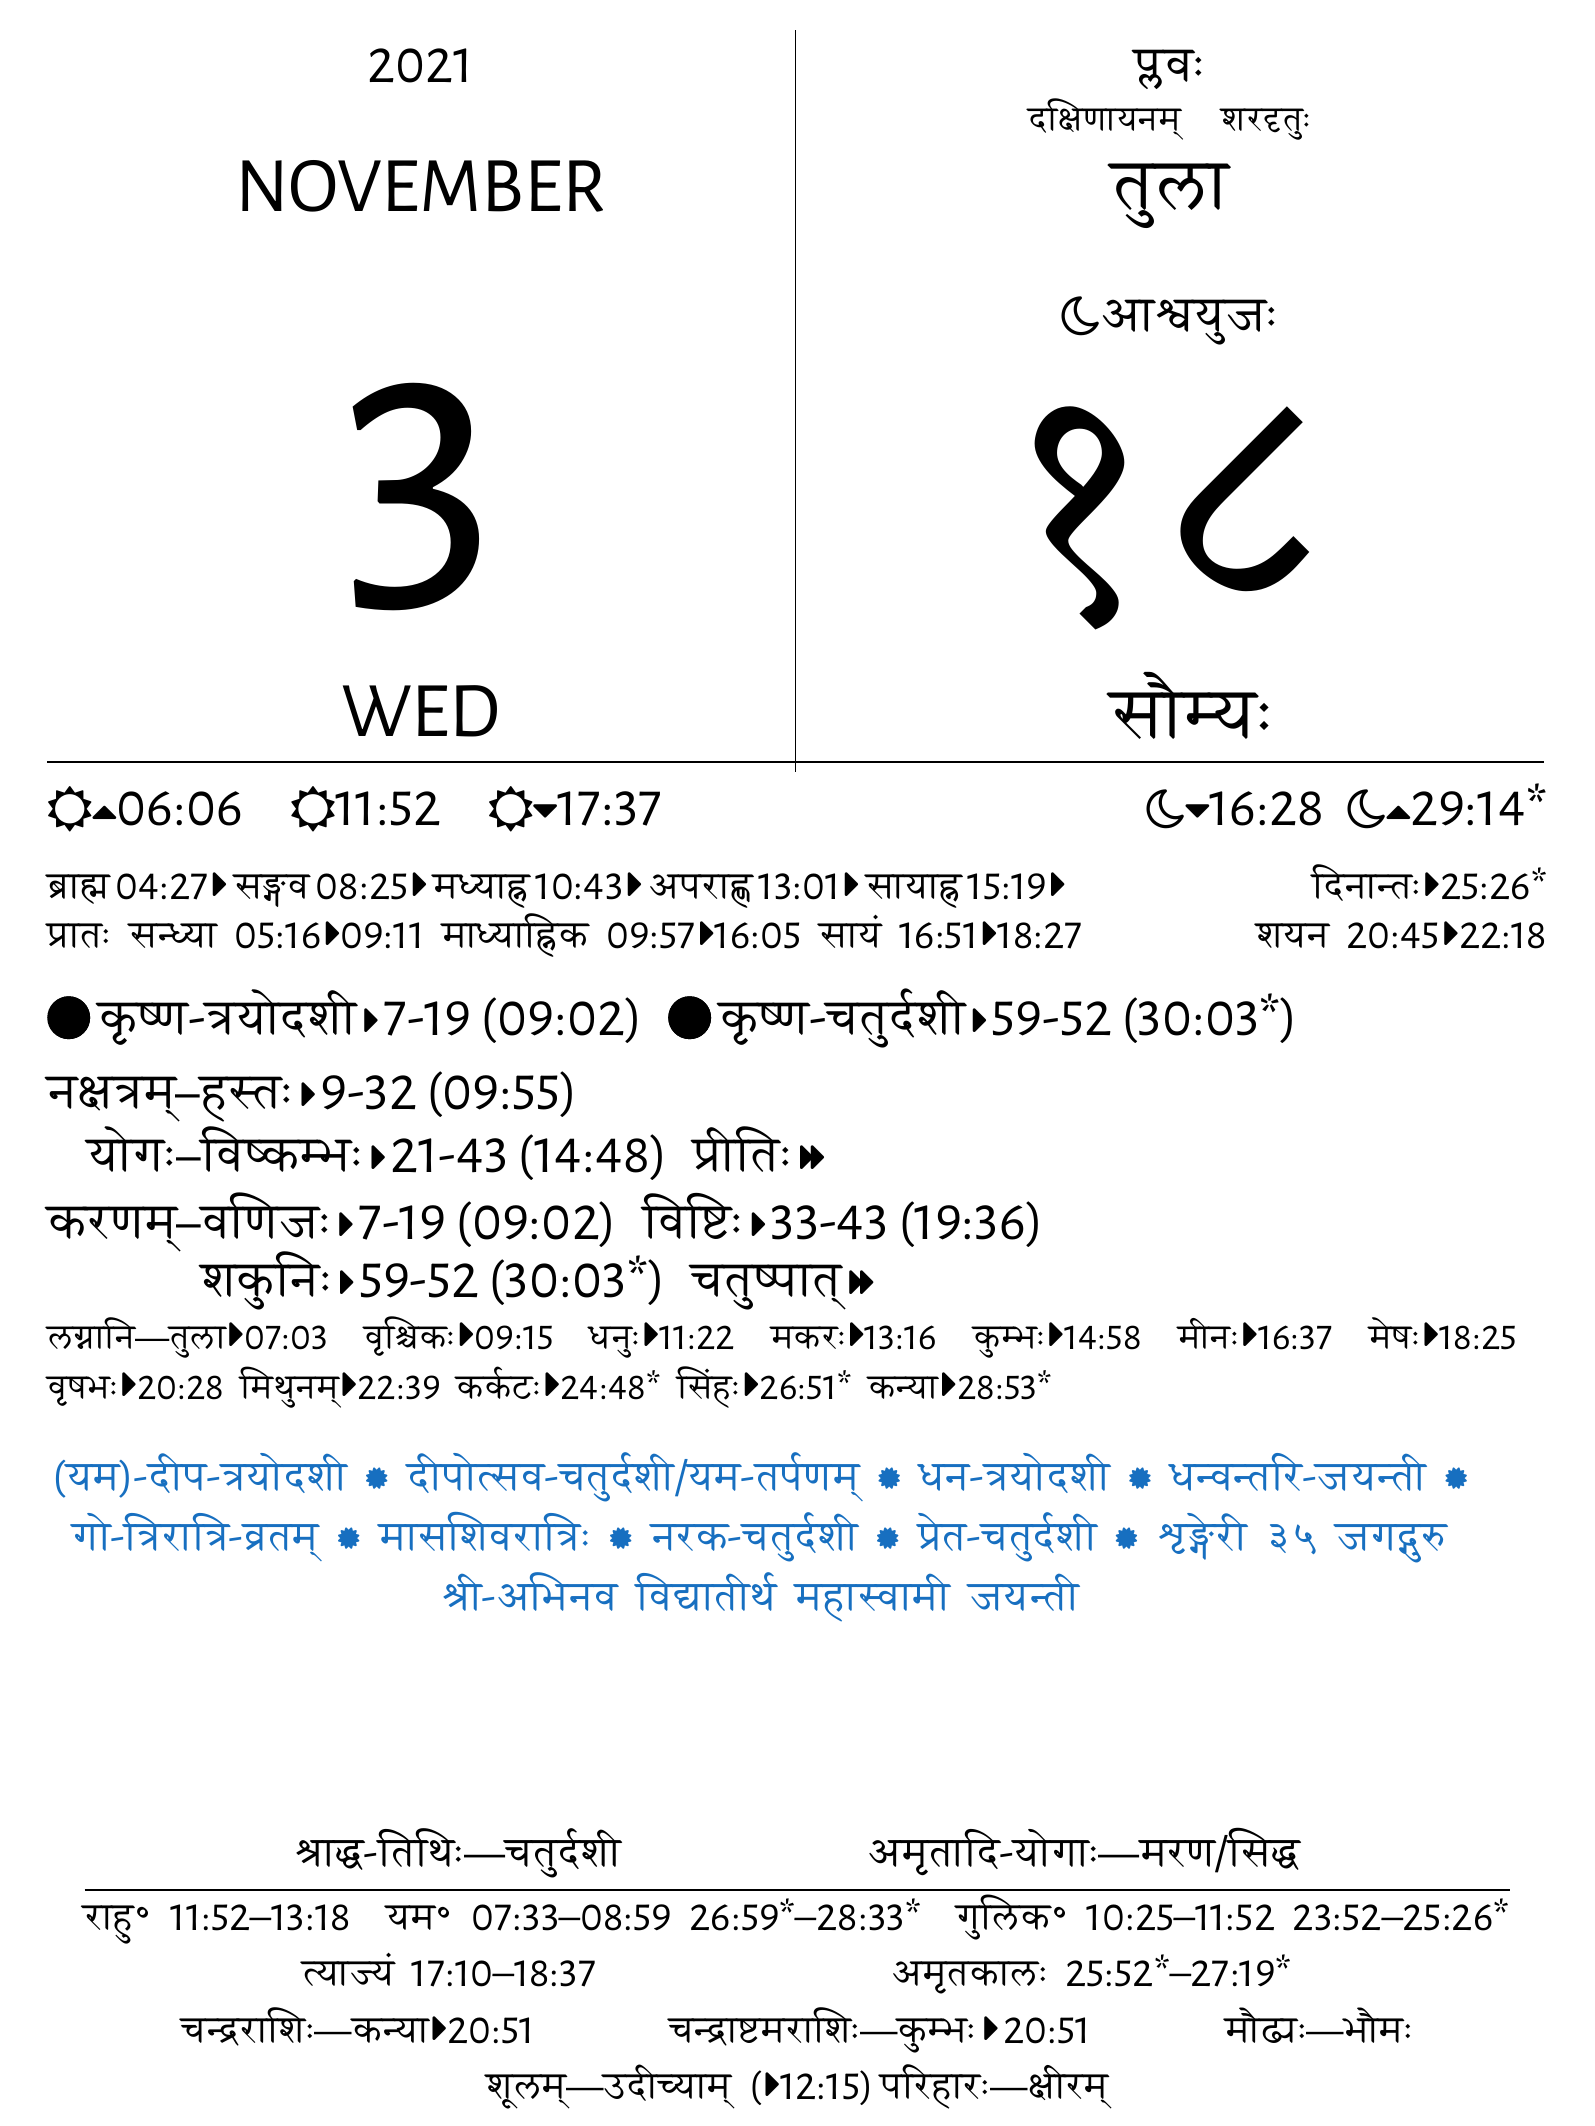 2021
NOVEMBER
3
WED
प्लवः
दक्षिणायनम् शरदृतुः
तुला
आश्वयुजः
१८
सौम्यः
06:06 11:52 17:37 16:28 29:14*
ब्राह्म 04:27 सङ्गव 08:25 मध्याह्न 10:43 अपराह्ण 13:01 सायाह्न 15:19 दिनान्तः 25:26*
प्रातः सन्ध्या 05:16 09:11 माध्याह्निक 09:57 16:05 सायं 16:51 18:27 शयन 20:45 22:18
कृष्ण-त्रयोदशी 7-19 (09:02) कृष्ण-चतुर्दशी 59-52 (30:03*)
नक्षत्रम्–हस्तः 9-32 (09:55)
योगः–विष्कम्भः 21-43 (14:48) प्रीतिः
करणम्–वणिजः 7-19 (09:02) विष्टिः 33-43 (19:36)
शकुनिः 59-52 (30:03*) चतुष्पात्
लग्नानि—तुला 07:03 वृश्चिकः 09:15 धनुः 11:22 मकरः 13:16 कुम्भः 14:58 मीनः 16:37 मेषः 18:25
वृषभः 20:28 मिथुनम् 22:39 कर्कटः 24:48* सिंहः 26:51* कन्या 28:53*
(यम)-दीप-त्रयोदशी ✹ दीपोत्सव-चतुर्दशी/यम-तर्पणम् ✹ धन-त्रयोदशी ✹ धन्वन्तरि-जयन्ती ✹
गो-त्रिरात्रि-व्रतम् ✹ मासशिवरात्रिः ✹ नरक-चतुर्दशी ✹ प्रेत-चतुर्दशी ✹ शृङ्गेरी ३५ जगद्गुरु
श्री-अभिनव विद्यातीर्थ महास्वामी जयन्ती
श्राद्ध-तिथिः—चतुर्दशी अमृतादि-योगाः—मरण/सिद्ध
राहु° 11:52–13:18 यम° 07:33–08:59 26:59*–28:33* गुलिक° 10:25–11:52 23:52–25:26*
त्याज्यं 17:10–18:37 अमृतकालः 25:52*–27:19*
चन्द्रराशिः—कन्या 20:51 चन्द्राष्टमराशिः—कुम्भः 20:51 मौढ्यः—भौमः
शूलम्—उदीच्याम् (12:15) परिहारः—क्षीरम्